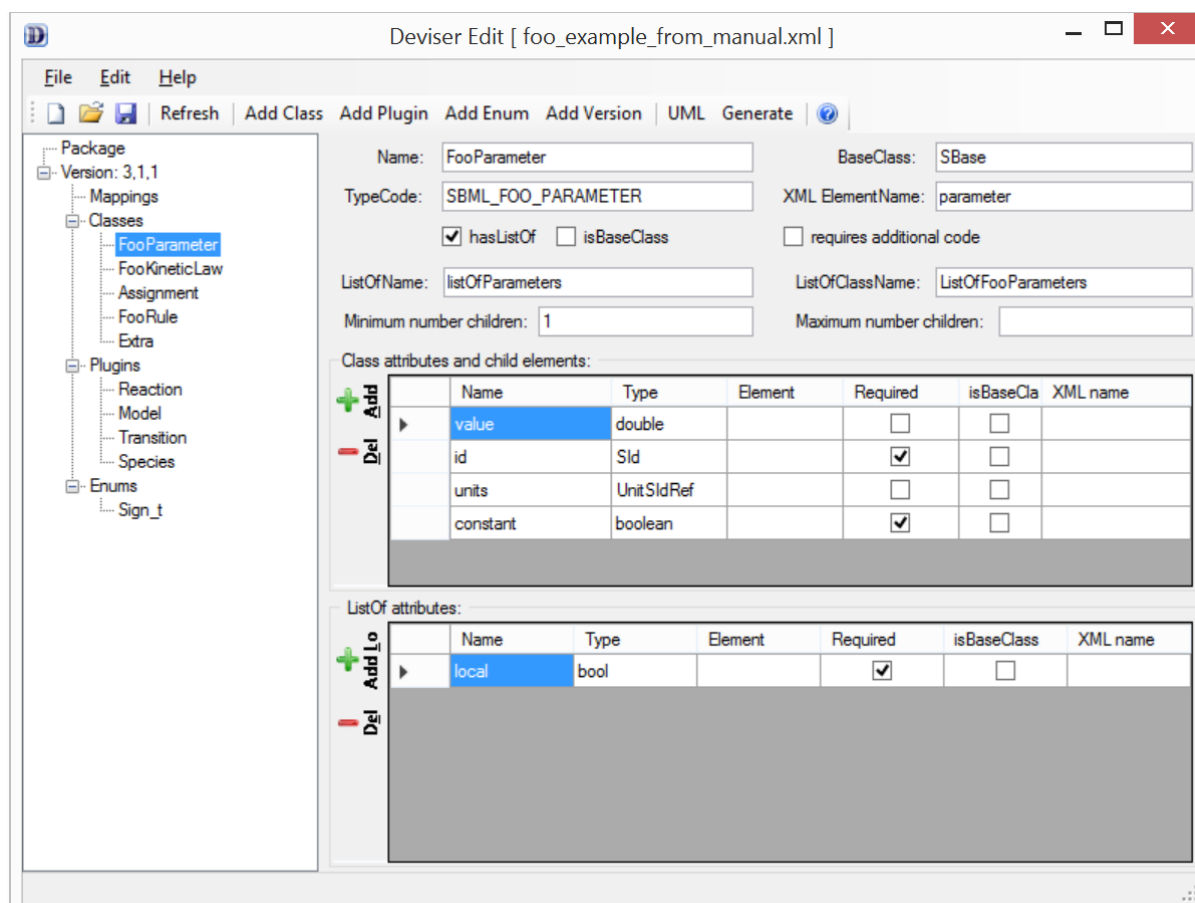 Deviser Edit [ foo_example_from_manual.xml ]
File Edit Help
Refresh Add Class Add Plugin Add Enum Add Version UML Generate
Package
Version: 3,1,1
Mappings
Classes
FooParameter
FooKineticLaw
Assignment
FooRule
Extra
Plugins
Reaction
Model
Transition
Species
Enums
Sign_t
Name: FooParameter BaseClass: SBase
TypeCode: SBML_FOO_PARAMETER XML ElementName: parameter
hasListOf isBaseClass requires additional code
ListOfName: listOfParameters ListOfClassName: ListOfFooParameters
Minimum number children: 1 Maximum number children:
Class attributes and child elements:
Add
Del
Name Type Element Required isBaseCla XML name
value double
id SId
units UnitSIdRef
constant boolean
ListOf attributes:
Add Lo
Del
Name Type Element Required isBaseClass XML name
local bool